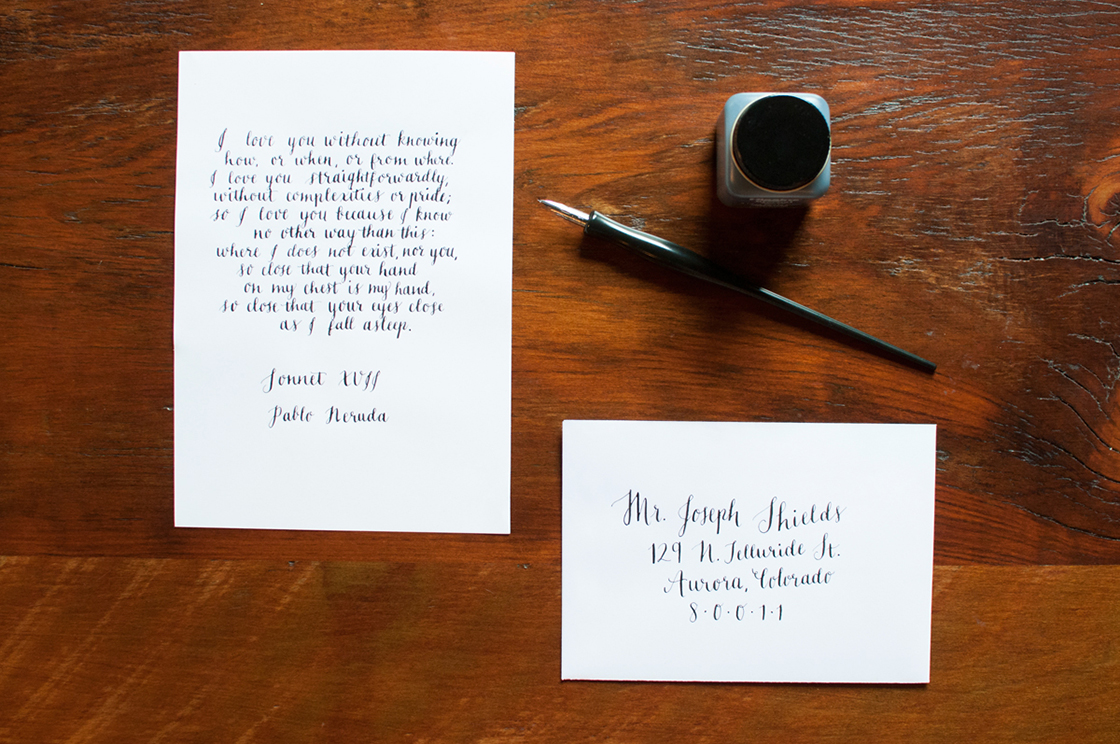 I love you without knowing
how, or when, or from where.
I love you straightforwardly,
without complexities or pride;
so I love you because I know
no other way than this:
where I does not exist, nor you,
so close that your hand
on my chest is my hand,
so close that your eyes close
as I fall asleep.
Sonnet XVII
Pablo Neruda
Mr. Joseph Shields
129 N. Telluride St.
Aurora, Colorado
8·0·0·1·1